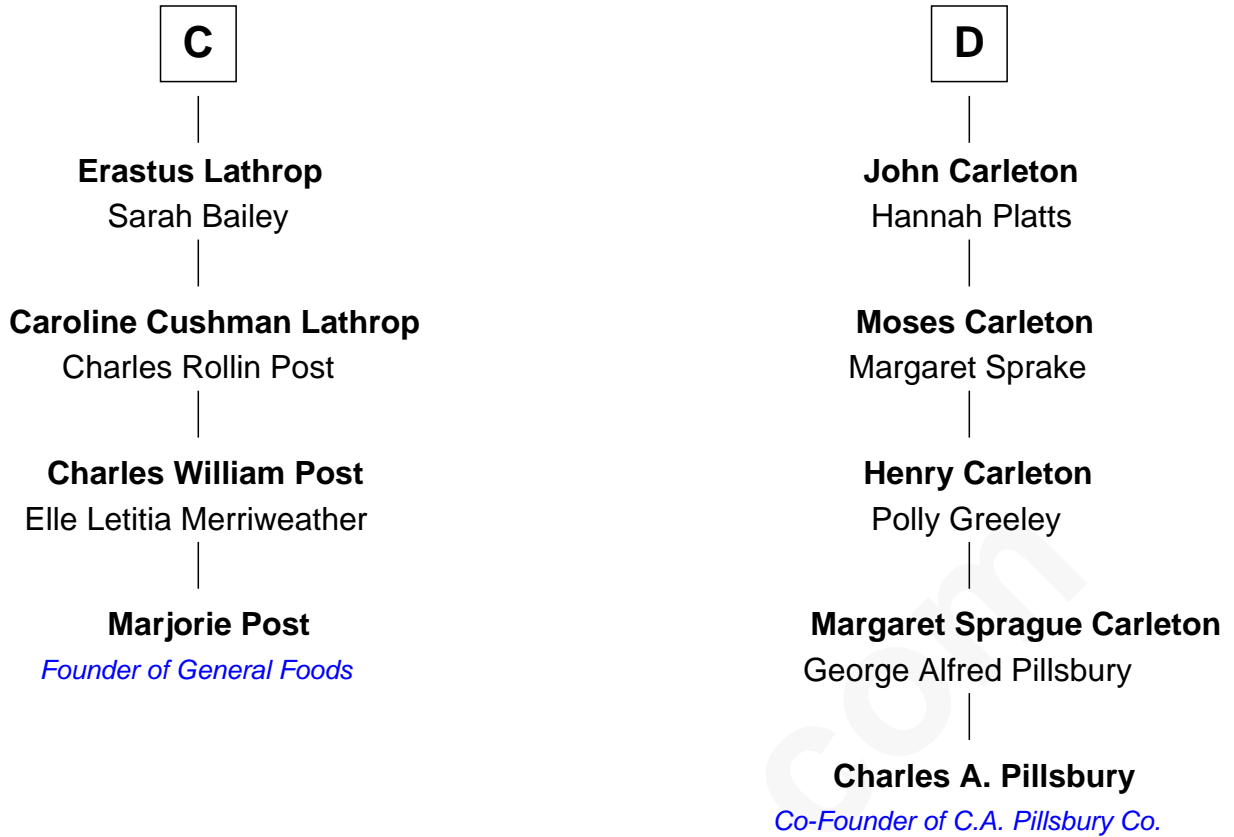 C
Erastus Lathrop
Sarah Bailey
Caroline Cushman Lathrop
Charles Rollin Post
Charles William Post
Elle Letitia Merriweather
Marjorie Post
Founder of General Foods
D
John Carleton
Hannah Platts
Moses Carleton
Margaret Sprake
Henry Carleton
Polly Greeley
Margaret Sprague Carleton
George Alfred Pillsbury
Charles A. Pillsbury
Co-Founder of C.A. Pillsbury Co.
com